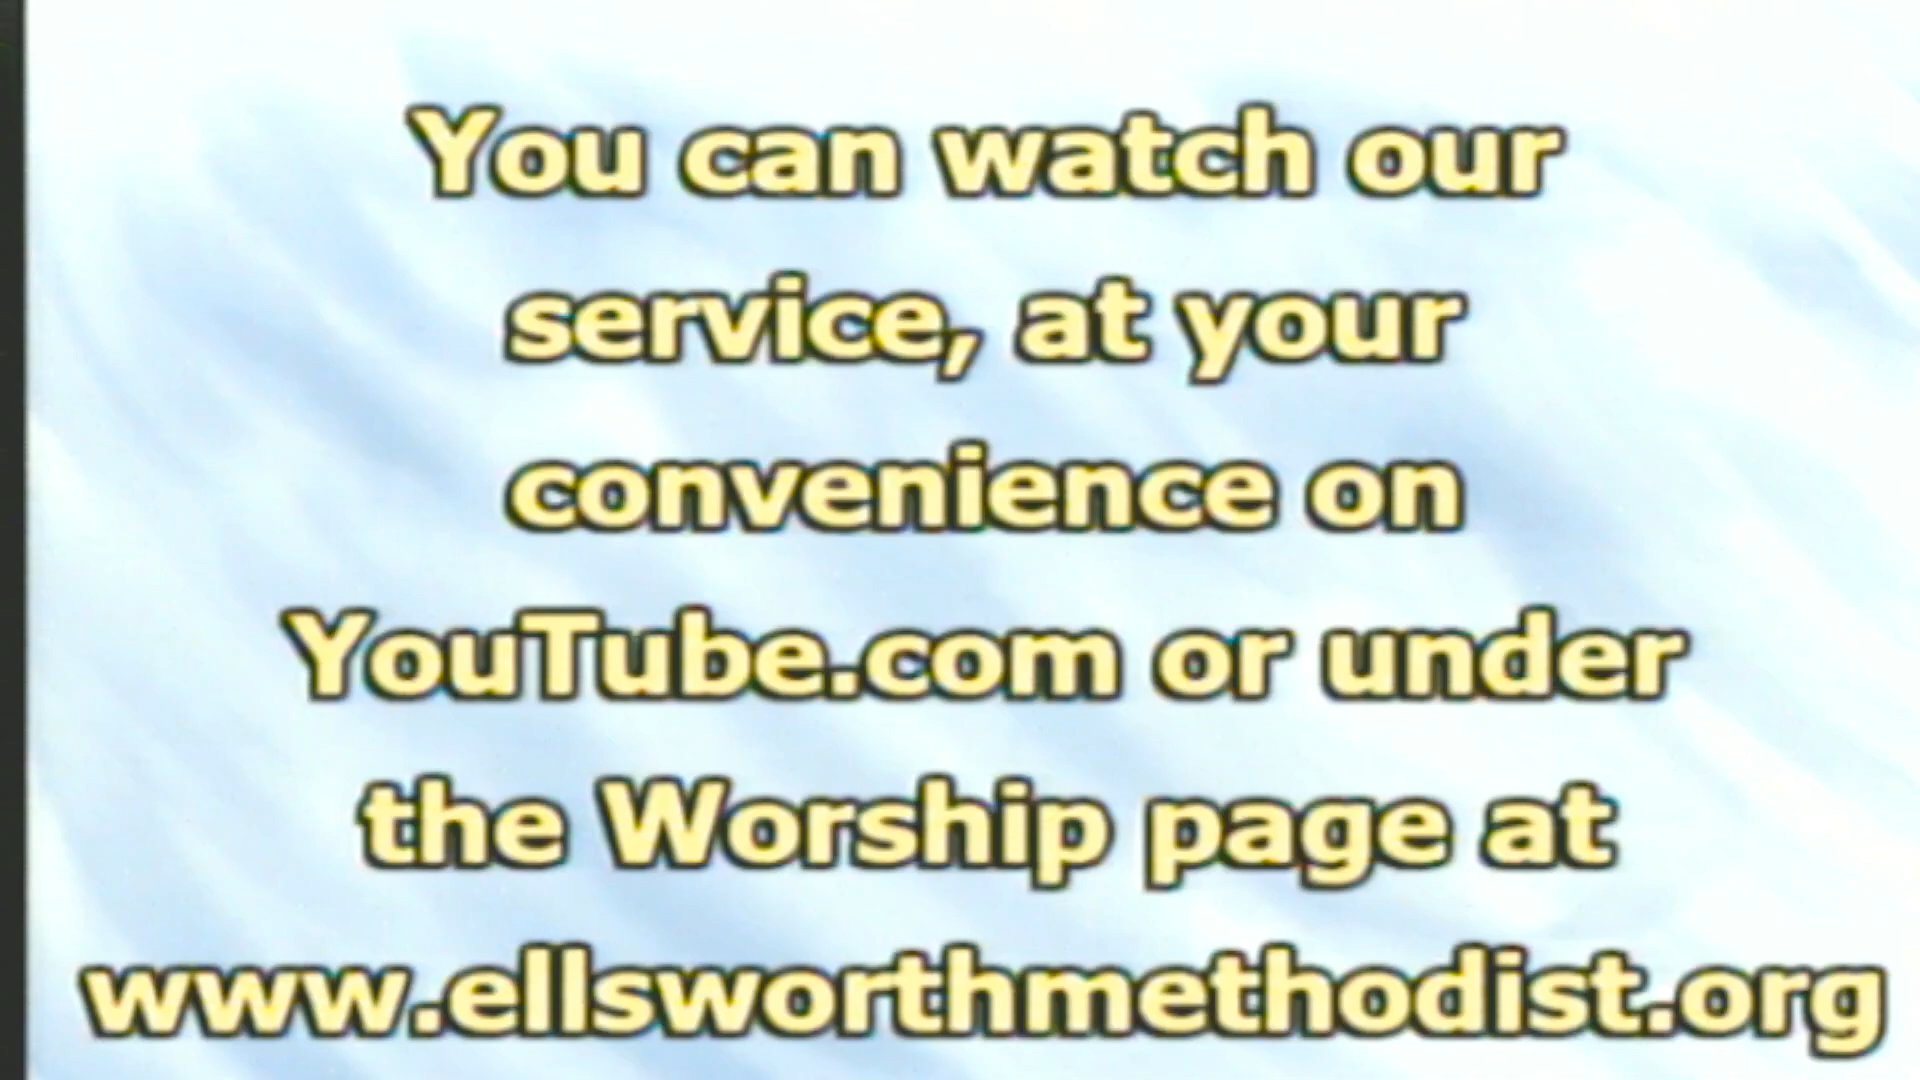 You can watch our
service, at your
convenience on
YouTube.com or under
the Worship page at
www.ellsworthmethodist.org